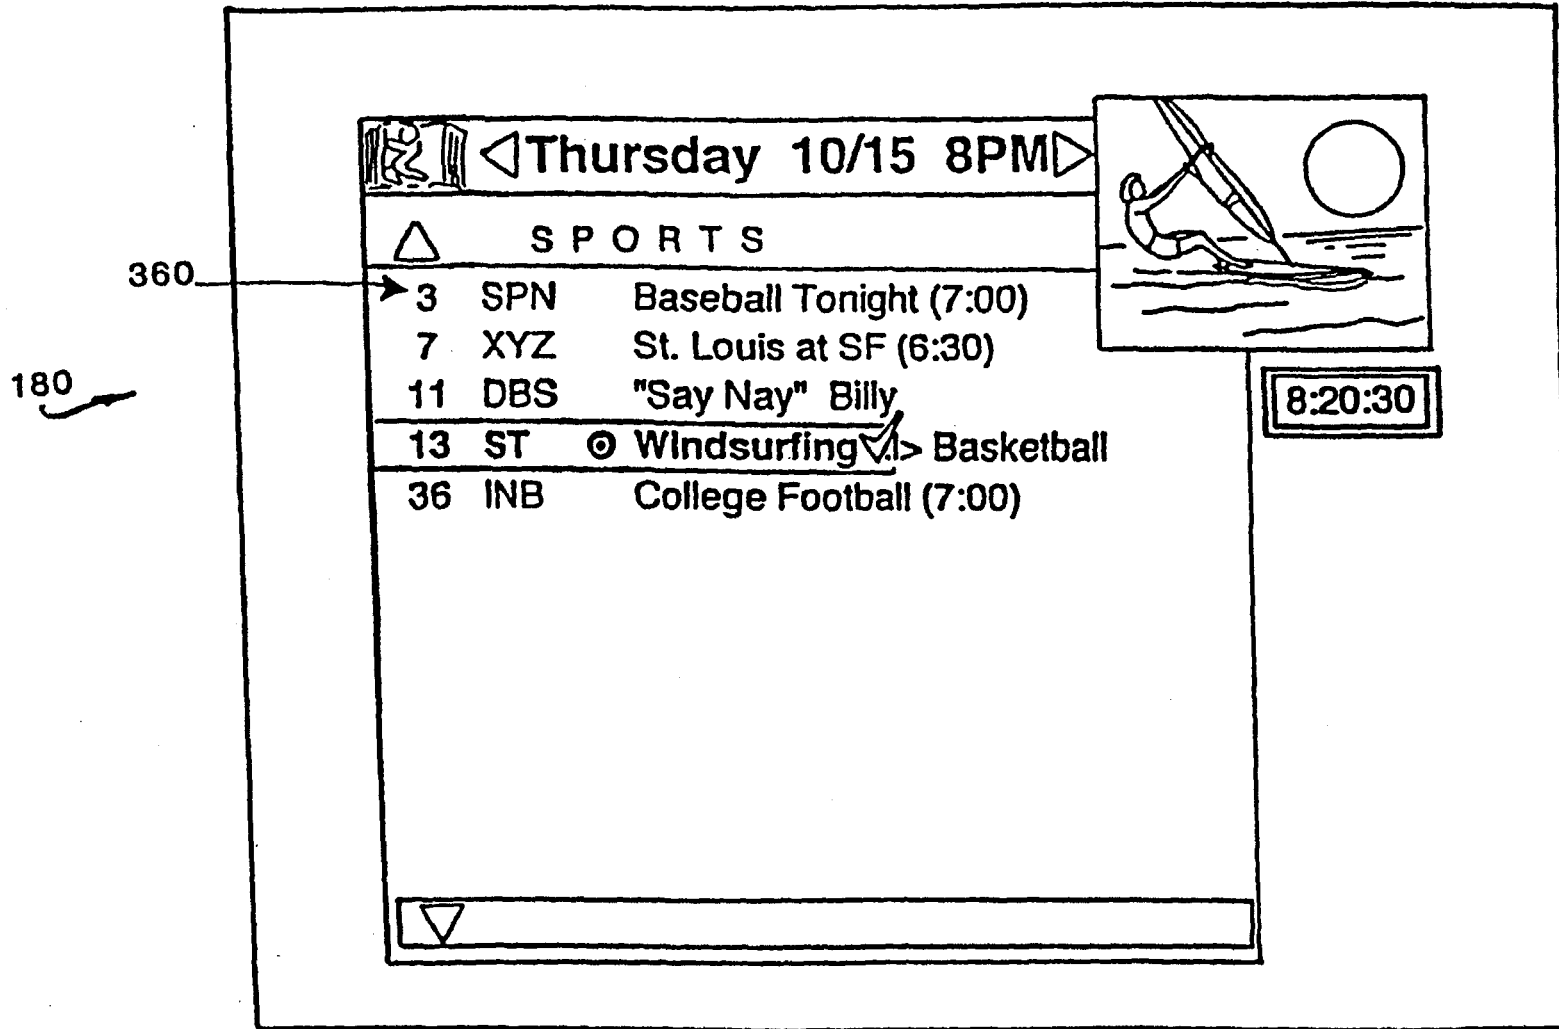 Thursday 10/15 8PM
SPORTS
360
3 SPN Baseball Tonight (7:00)
7 XYZ St. Louis at SF (6:30)
180
11 DBS "Say Nay" Billy
8:20:30
13 ST Windsurfing > Basketball
36 INB College Football (7:00)